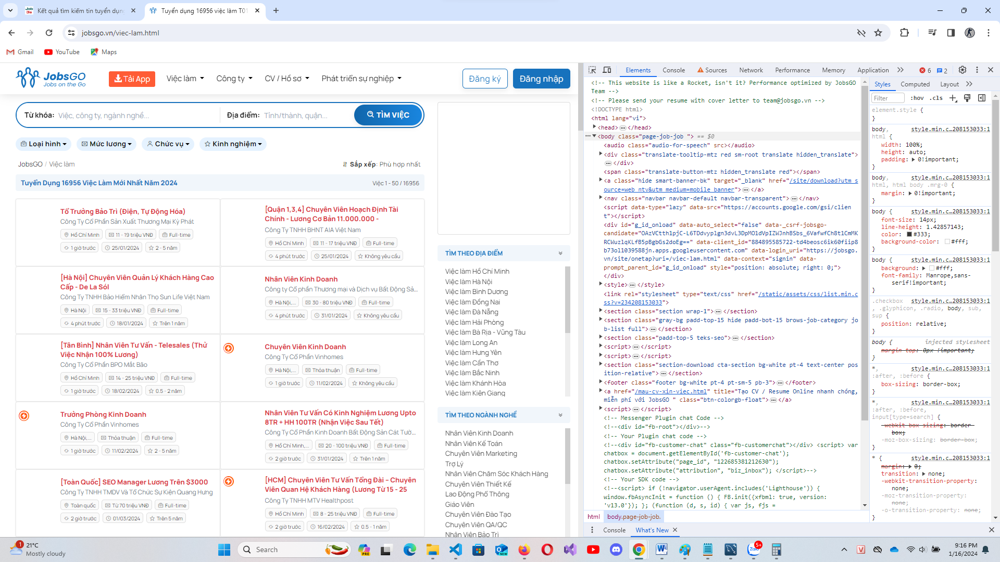 Kết quả tìm kiếm tin tuyển dụn
Tuyển dụng 16956 việc làm T01
jobsgo.vn/viec-lam.html
Gmail
YouTube
Maps
JobsGO
Jobs on the Go
Tải App
Việc làm
Công ty
CV / Hồ sơ
Phát triển sự nghiệp
Đăng ký
Đăng nhập
Từ khóa: Việc, công ty, ngành nghề...
Địa điểm: Tỉnh/thành, quận...
TÌM VIỆC
Loại hình
Mức lương
Chức vụ
Kinh nghiệm
JobsGO / Việc làm
Sắp xếp: Phù hợp nhất
Tuyển Dụng 16956 Việc Làm Mới Nhất Năm 2024
Việc 1 - 50 / 16956
Tổ Trưởng Bảo Trì (Điện, Tự Động Hóa)
Công Ty Cổ Phần Sản Xuất Thương Mại Kỳ Phát
Hồ Chí Minh
11 - 19 triệu VNĐ
Full-time
1 giờ trước
25/01/2024
2 - 5 năm
[Quận 1,3,4] Chuyên Viên Hoạch Định Tài
Chính - Lương Cơ Bản 11.000.000 -
Công Ty TNHH BHNT AIA Việt Nam
Hồ Chí Minh
11 - 17 triệu VNĐ
Full-time
4 phút trước
25/01/2024
Không yêu cầu
[Hà Nội] Chuyên Viên Quản Lý Khách Hàng Cao
Cấp - De La Sól
Công Ty TNHH Bảo Hiểm Nhân Thọ Sun Life Việt Nam
Hà Nội
15 - 33 triệu VNĐ
Full-time
4 phút trước
18/01/2024
Trên 1 năm
Nhân Viên Kinh Doanh
Công ty Cổ phần Thương mại và Dịch vụ Bất Động Sả...
Hà Nội,...
30 - 80 triệu VNĐ
Full-time
4 phút trước
31/01/2024
Không yêu cầu
[Tân Bình] Nhân Viên Tư Vấn - Telesales (Thử
Việc Nhận 100% Lương)
Công Ty Cổ Phần BPO Mắt Bão
Hồ Chí Minh
14 - 25 triệu VNĐ
Full-time
1 giờ trước
18/02/2024
0.5 - 2 năm
Chuyên Viên Kinh Doanh
Công Ty Cổ Phần Vinhomes
Hà Nội,...
Thỏa thuận
Full-time
1 giờ trước
11/02/2024
Không yêu cầu
Trưởng Phòng Kinh Doanh
Công Ty Cổ Phần Vinhomes
Hà Nội,...
Thỏa thuận
Full-time
1 giờ trước
11/02/2024
2 - 5 năm
Nhân Viên Tư Vấn Có Kinh Nghiệm Lương Upto
8TR + HH 100TR (Nhận Việc Sau Tết)
Công Ty Cổ Phần Kinh Doanh Bất Động Sản Cát Tườ...
Hồ Chí Minh,...
20 - 100 triệu VNĐ
Full-time
2 giờ trước
31/01/2024
Trên 1 năm
[Toàn Quốc] SEO Manager Lương Trên $3000
Công Ty TNHH TMDV Và Tổ Chức Sự Kiện Quang Hưng
Toàn quốc
Từ 70 triệu VNĐ
Full-time
2 giờ trước
01/03/2024
Trên 5 năm
[HCM] Chuyên Viên Tư Vấn Tổng Đài – Chuyên
Viên Quan Hệ Khách Hàng (Lương Từ 15 - 25
Công Ty TNHH MTV Healthpost
Hồ Chí Minh
8 - 25 triệu VNĐ
Full-time
2 giờ trước
16/02/2024
0.5 - 1 năm
TÌM THEO ĐỊA ĐIỂM
Việc làm Hồ Chí Minh
Việc làm Hà Nội
Việc làm Bình Dương
Việc làm Đồng Nai
Việc làm Đà Nẵng
Việc làm Hải Phòng
Việc làm Bà Rịa - Vũng Tàu
Việc làm Long An
Việc làm Hưng Yên
Việc làm Cần Thơ
Việc làm Bắc Ninh
Việc làm Khánh Hòa
Việc làm Kiên Giang
TÌM THEO NGÀNH NGHỀ
Nhân Viên Kinh Doanh
Nhân Viên Kế Toán
Chuyên Viên Marketing
Trợ Lý
Nhân Viên Chăm Sóc Khách Hàng
Chuyên Viên Thiết Kế
Lao Động Phổ Thông
Giáo Viên
Chuyên Viên Đào Tạo
Chuyên Viên QA/QC
Nhân Viên Bảo Trì
Elements
Console
Sources
Network
Performance
Memory
Application
6
2
<!-- This website is like a Rocket, isn't it? Performance optimized by JobsGO
Team -->
<!-- Please send your resume with cover letter to team@jobsgo.vn -->
<!DOCTYPE html>
<html lang="vi">
<head>…</head>
<body class="page-job-job "> == $0
<audio class="audio-for-speech" src></audio>
<div class="translate-tooltip-mtz red sm-root translate hidden_translate">
…</div>
<span class="translate-button-mtz hidden_translate red"></span>
<a class="hide smart-banner-bk" target="_blank" href="/site/download?utm_s
ource=web_ntv&utm_medium=mobile_banner">…</a>
<nav class="navbar navbar-default navbar-transparent">…</nav>
<script data-type="lazy" data-src="https://accounts.google.com/gsi/clien
t"></script>
<div id="g_id_onload" data-auto_select="false" data-_csrf-jobsgo-
b73ol1039588jn.apps.googleusercontent.com" data-login_uri="https://jobsgo.
vn/site/onetap?uri=/viec-lam.html" data-context="signin" data-
prompt_parent_id="g_id_onload" style="position: absolute; right: 0;">
</div>
<style>…</style>
<link rel="stylesheet" type="text/css" href="/static/assets/css/list.min.c
ss?v=234208153033">
<section class="section wrap-1">…</section>
<section class="gray-bg padd-top-15 hide padd-bot-15 brows-job-category jo
b-list full">…</section>
<section class="padd-top-5 teks-seo">…</section>
<script>…</script>
<script>…</script>
<section class="section-download cta-section bg-white pt-4 text-center pos
ition-relative">…</section>
<footer class="footer bg-white pt-4 pt-sm-5 pb-3">…</footer>
<a href="/mau-cv-xin-viec.html" title="Tạo CV / Resume Online nhanh chóng,
miễn phí với JobsGO " class="btn-colorgb-float">…</a>
<script>…</script>
<!-- Messenger Plugin chat Code -->
<!--<div id="fb-root"></div>-->
<!-- Your Plugin chat code -->
<!--<div id="fb-customer-chat" class="fb-customerchat"></div> <script> var
chatbox = document.getElementById('fb-customer-chat');
chatbox.setAttribute("page_id", "122685381212630");
chatbox.setAttribute("attribution", "biz_inbox"); </script>-->
<!-- Your SDK code -->
<!--<script> if (!navigator.userAgent.includes('Lighthouse')) {
window.fbAsyncInit = function () { FB.init({xfbml: true, version:
'v13.0'}); }; (function (d, s, id) { var js, fjs =
html
body.page-job-job.
Console
What's New
Styles
Computed
Layout
Filter
:hov
.cls
element.style {
}
body, style.min.c…208153033:1
html {
width: 100%;
height: auto;
padding: 0!important;
}
body, style.min.c…208153033:1
html, html body .mrg-0 {
margin: 0!important;
}
body { style.min.c…208153033:1
font-size: 14px;
line-height: 1.42857143;
color: #333;
background-color: #fff;
}
body { style.min.c…208153033:1
background: #fff;
font-family: Manrope,sans-
serif!important;
}
.checkbox style.min.c…208153033:1
, .glyphicon, .radio, body, sub,
sup {
position: relative;
}
body { injected stylesheet
margin-top: 0px !important;
}
*, style.min.c…208153033:1
:after, :before {
box-sizing: border-box;
}
*, style.min.c…208153033:1
:after, :before,
input[type=search] {
-webkit-box-sizing: border-
box;
-moz-box-sizing: border-box;
}
* { style.min.c…208153033:1
margin: 0;
transition: none;
-webkit-transition-property:
none;
-moz-transition-property:
none;
-o-transition-property: none;
}
1
21°C
Mostly cloudy
Search
PRE
NEW
Zalo
5+
9:16 PM
1/16/2024